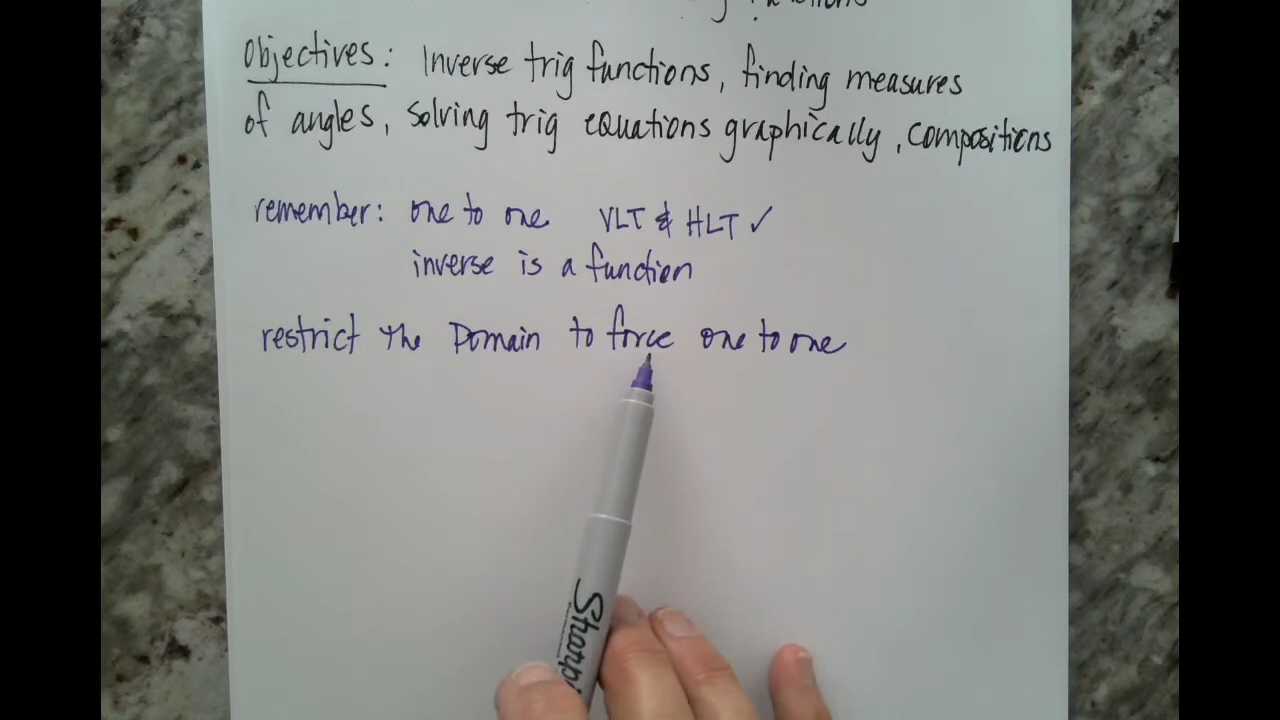 Objectives: Inverse trig functions, finding measures
of angles, solving trig equations graphically, compositions
remember: one to one VLT & HLT ✓
inverse is a function
restrict the Domain to force one to one
Sharpi